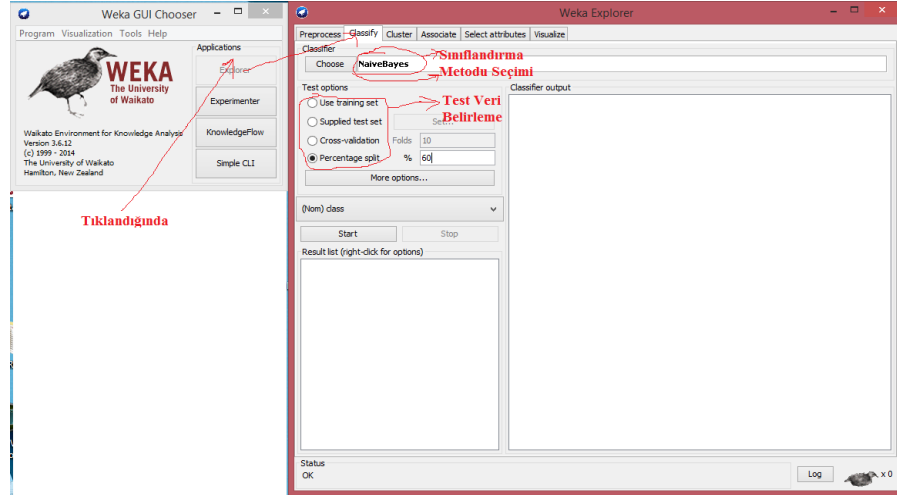 Weka GUI Chooser
Program Visualization Tools Help
WEKA
The University
of Waikato
Waikato Environment for Knowledge Analysis
Version 3.6.12
(c) 1999 - 2014
The University of Waikato
Hamilton, New Zealand
Applications
Explorer
Experimenter
KnowledgeFlow
Simple CLI
Tıklandığında
Weka Explorer
Preprocess Classify Cluster Associate Select attributes Visualize
Classifier
Choose NaiveBayes
Sınıflandırma
Metodu Seçimi
Test options
Use training set
Supplied test set Set...
Cross-validation Folds 10
Percentage split % 60
More options...
Test Veri
Belirleme
(Nom) class
Start Stop
Result list (right-click for options)
Classifier output
Status
OK
Log
x 0